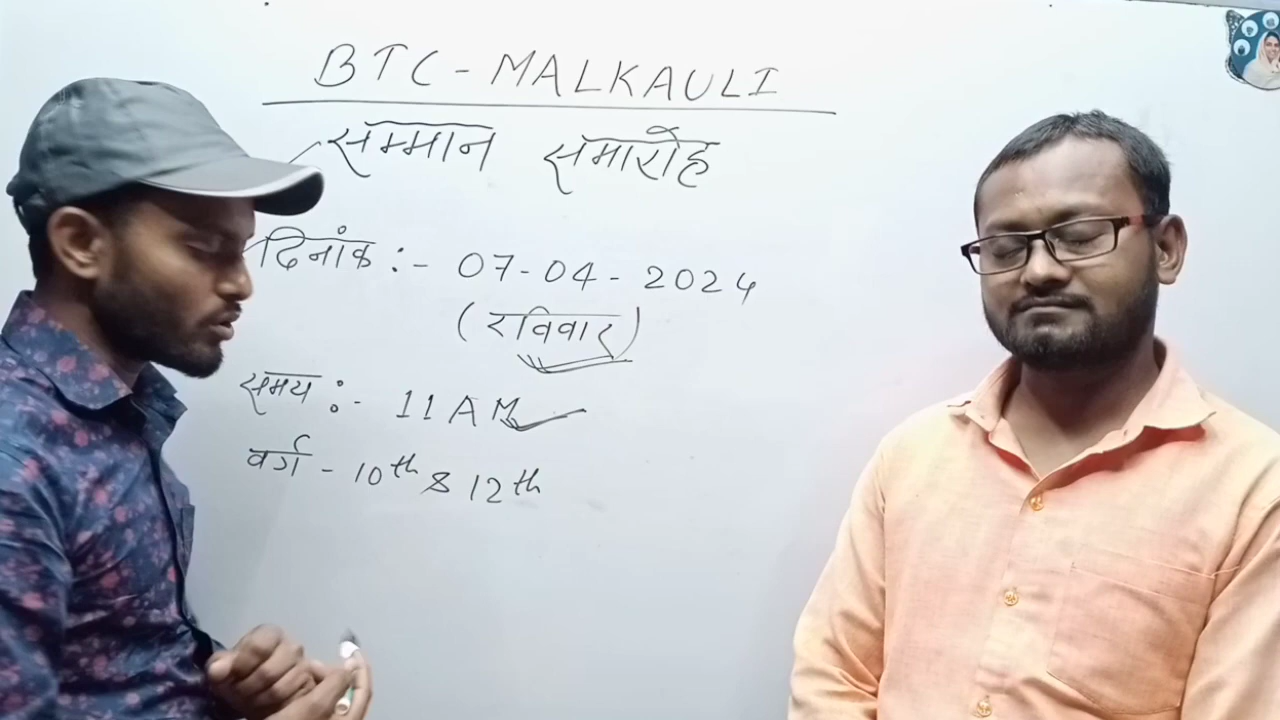 BTC - MALKAULI
सम्मान समारोह
दिनांक :- 07-04-2024
(रविवार)
समय :- 11 AM
वर्ग - 10th & 12th